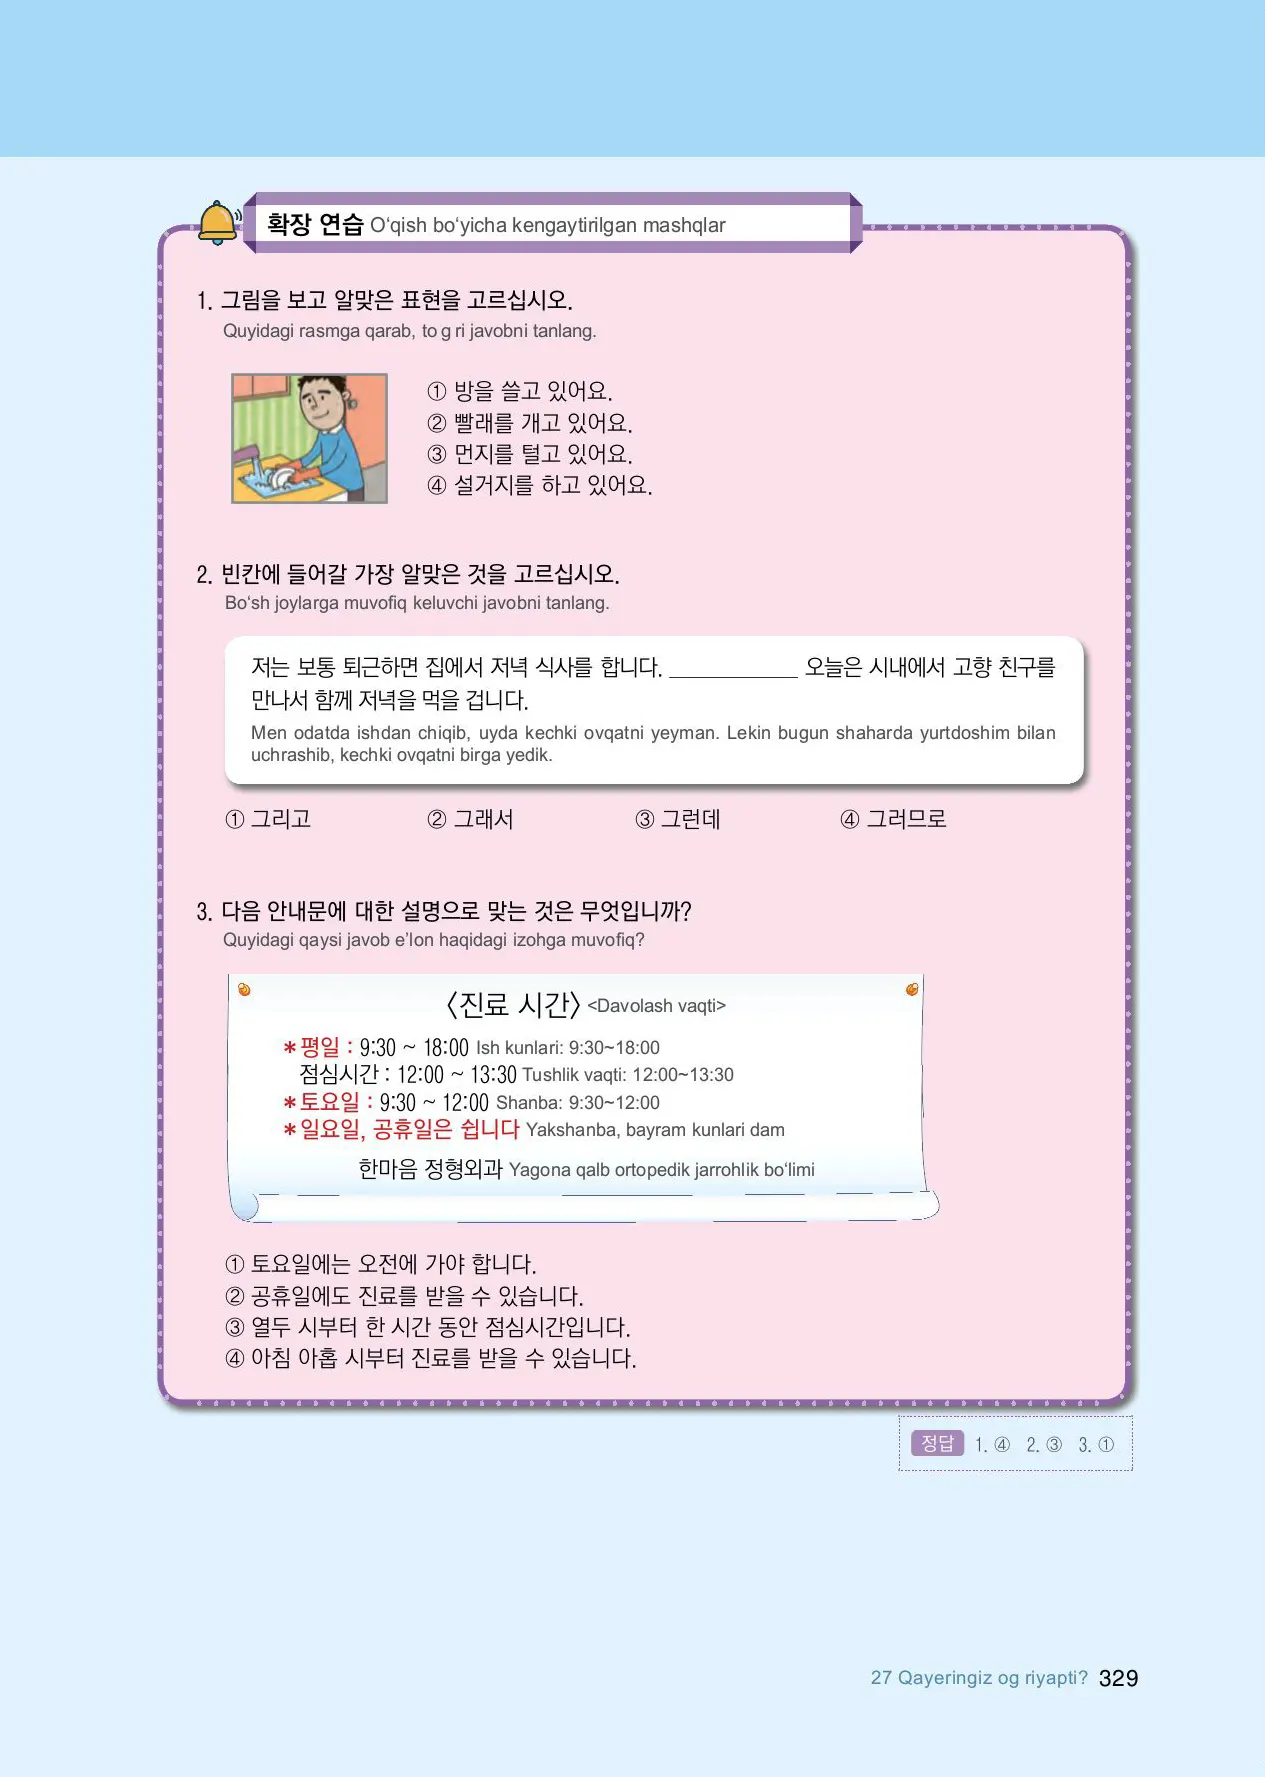 확장 연습 O‘qish bo‘yicha kengaytirilgan mashqlar
1. 그림을 보고 알맞은 표현을 고르십시오.
Quyidagi rasmga qarab, to g ri javobni tanlang.
① 방을 쓸고 있어요.
② 빨래를 개고 있어요.
③ 먼지를 털고 있어요.
④ 설거지를 하고 있어요.
2. 빈칸에 들어갈 가장 알맞은 것을 고르십시오.
Bo‘sh joylarga muvofiq keluvchi javobni tanlang.
저는 보통 퇴근하면 집에서 저녁 식사를 합니다. ____________ 오늘은 시내에서 고향 친구를
만나서 함께 저녁을 먹을 겁니다.
Men odatda ishdan chiqib, uyda kechki ovqatni yeyman. Lekin bugun shaharda yurtdoshim bilan
uchrashib, kechki ovqatni birga yedik.
① 그리고 ② 그래서 ③ 그런데 ④ 그러므로
3. 다음 안내문에 대한 설명으로 맞는 것은 무엇입니까?
Quyidagi qaysi javob e’lon haqidagi izohga muvofiq?
〈진료 시간〉 <Davolash vaqti>
*평일 : 9:30 ~ 18:00 Ish kunlari: 9:30~18:00
점심시간 : 12:00 ~ 13:30 Tushlik vaqti: 12:00~13:30
*토요일 : 9:30 ~ 12:00 Shanba: 9:30~12:00
*일요일, 공휴일은 쉽니다 Yakshanba, bayram kunlari dam
한마음 정형외과 Yagona qalb ortopedik jarrohlik bo‘limi
① 토요일에는 오전에 가야 합니다.
② 공휴일에도 진료를 받을 수 있습니다.
③ 열두 시부터 한 시간 동안 점심시간입니다.
④ 아침 아홉 시부터 진료를 받을 수 있습니다.
정답 1. ④ 2. ③ 3. ①
27 Qayeringiz og riyapti? 329